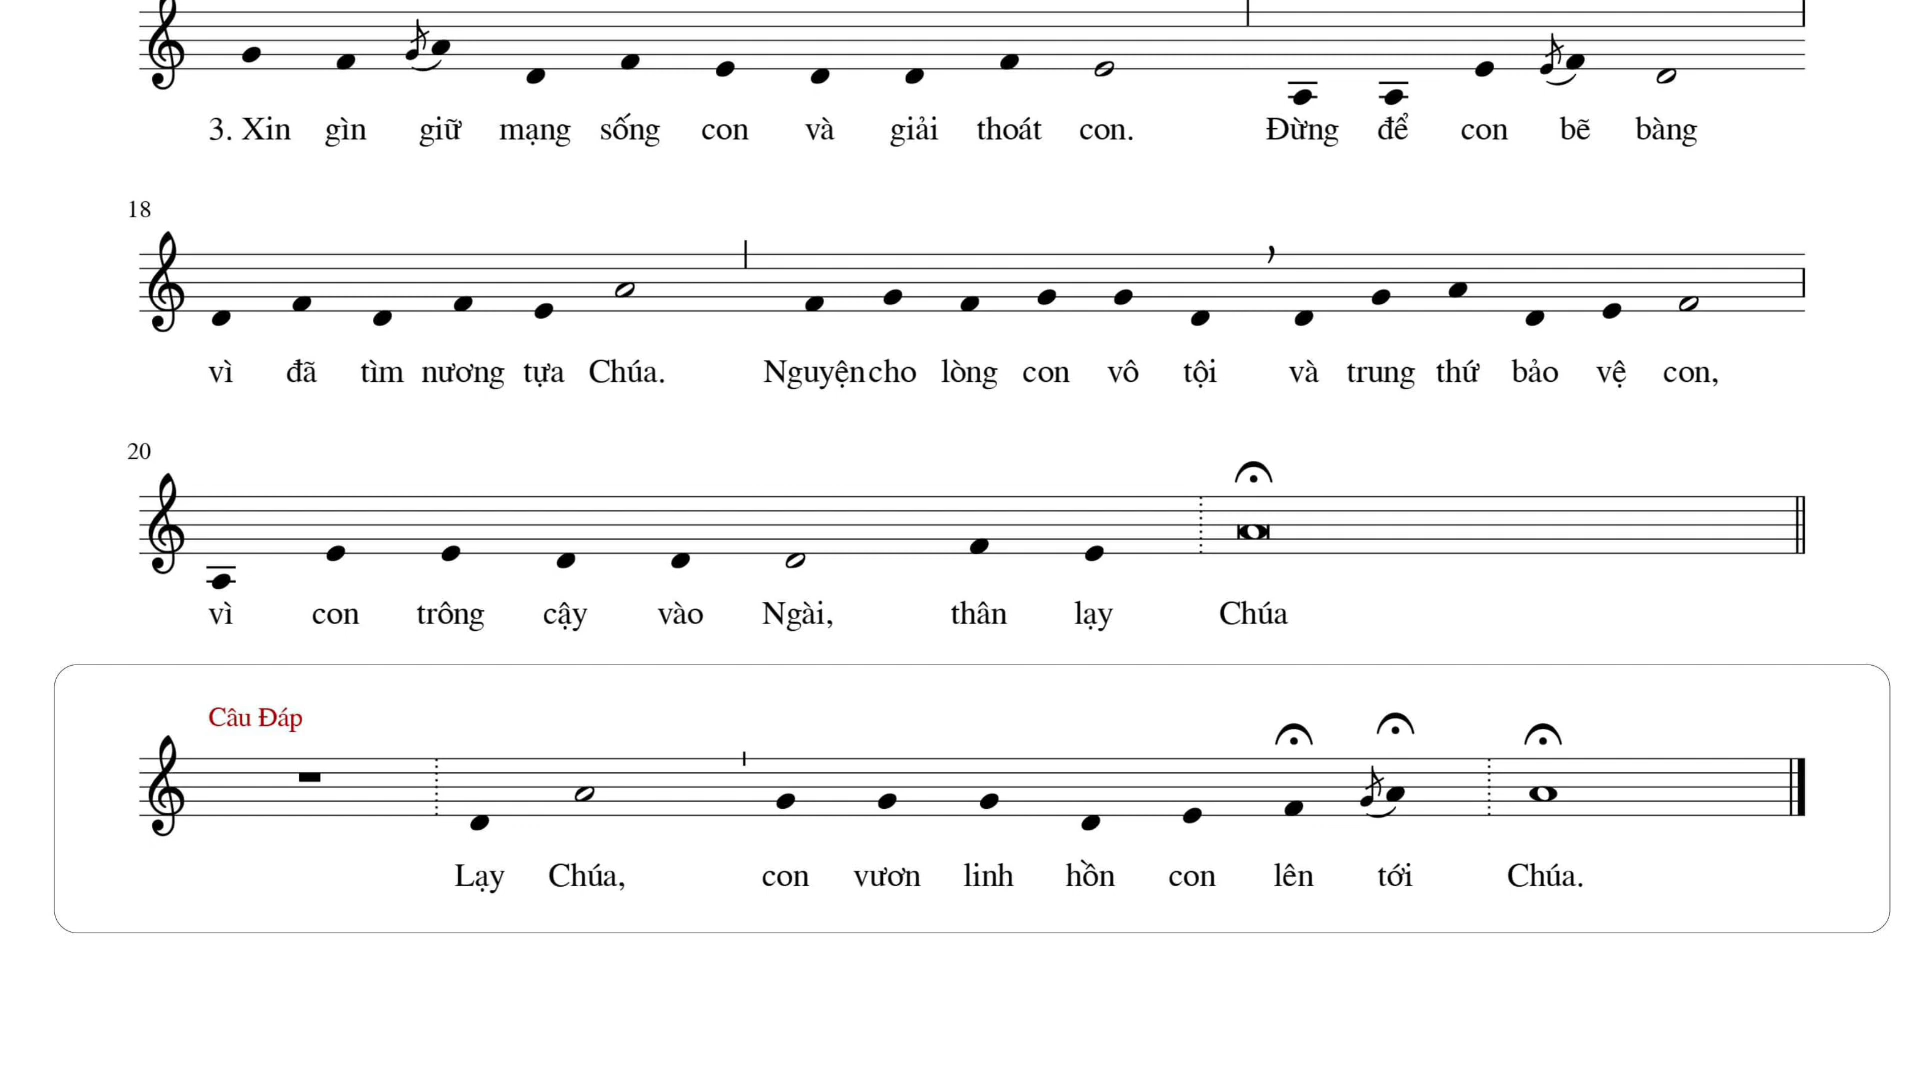 3. Xin gìn giữ mạng sống con và giải thoát con. Đừng để con bẽ bàng
18
vì đã tìm nương tựa Chúa. Nguyện cho lòng con vô tội và trung thứ bảo vệ con,
20
vì con trông cậy vào Ngài, thân lạy Chúa
Câu Đáp
Lạy Chúa, con vươn linh hồn con lên tới Chúa.